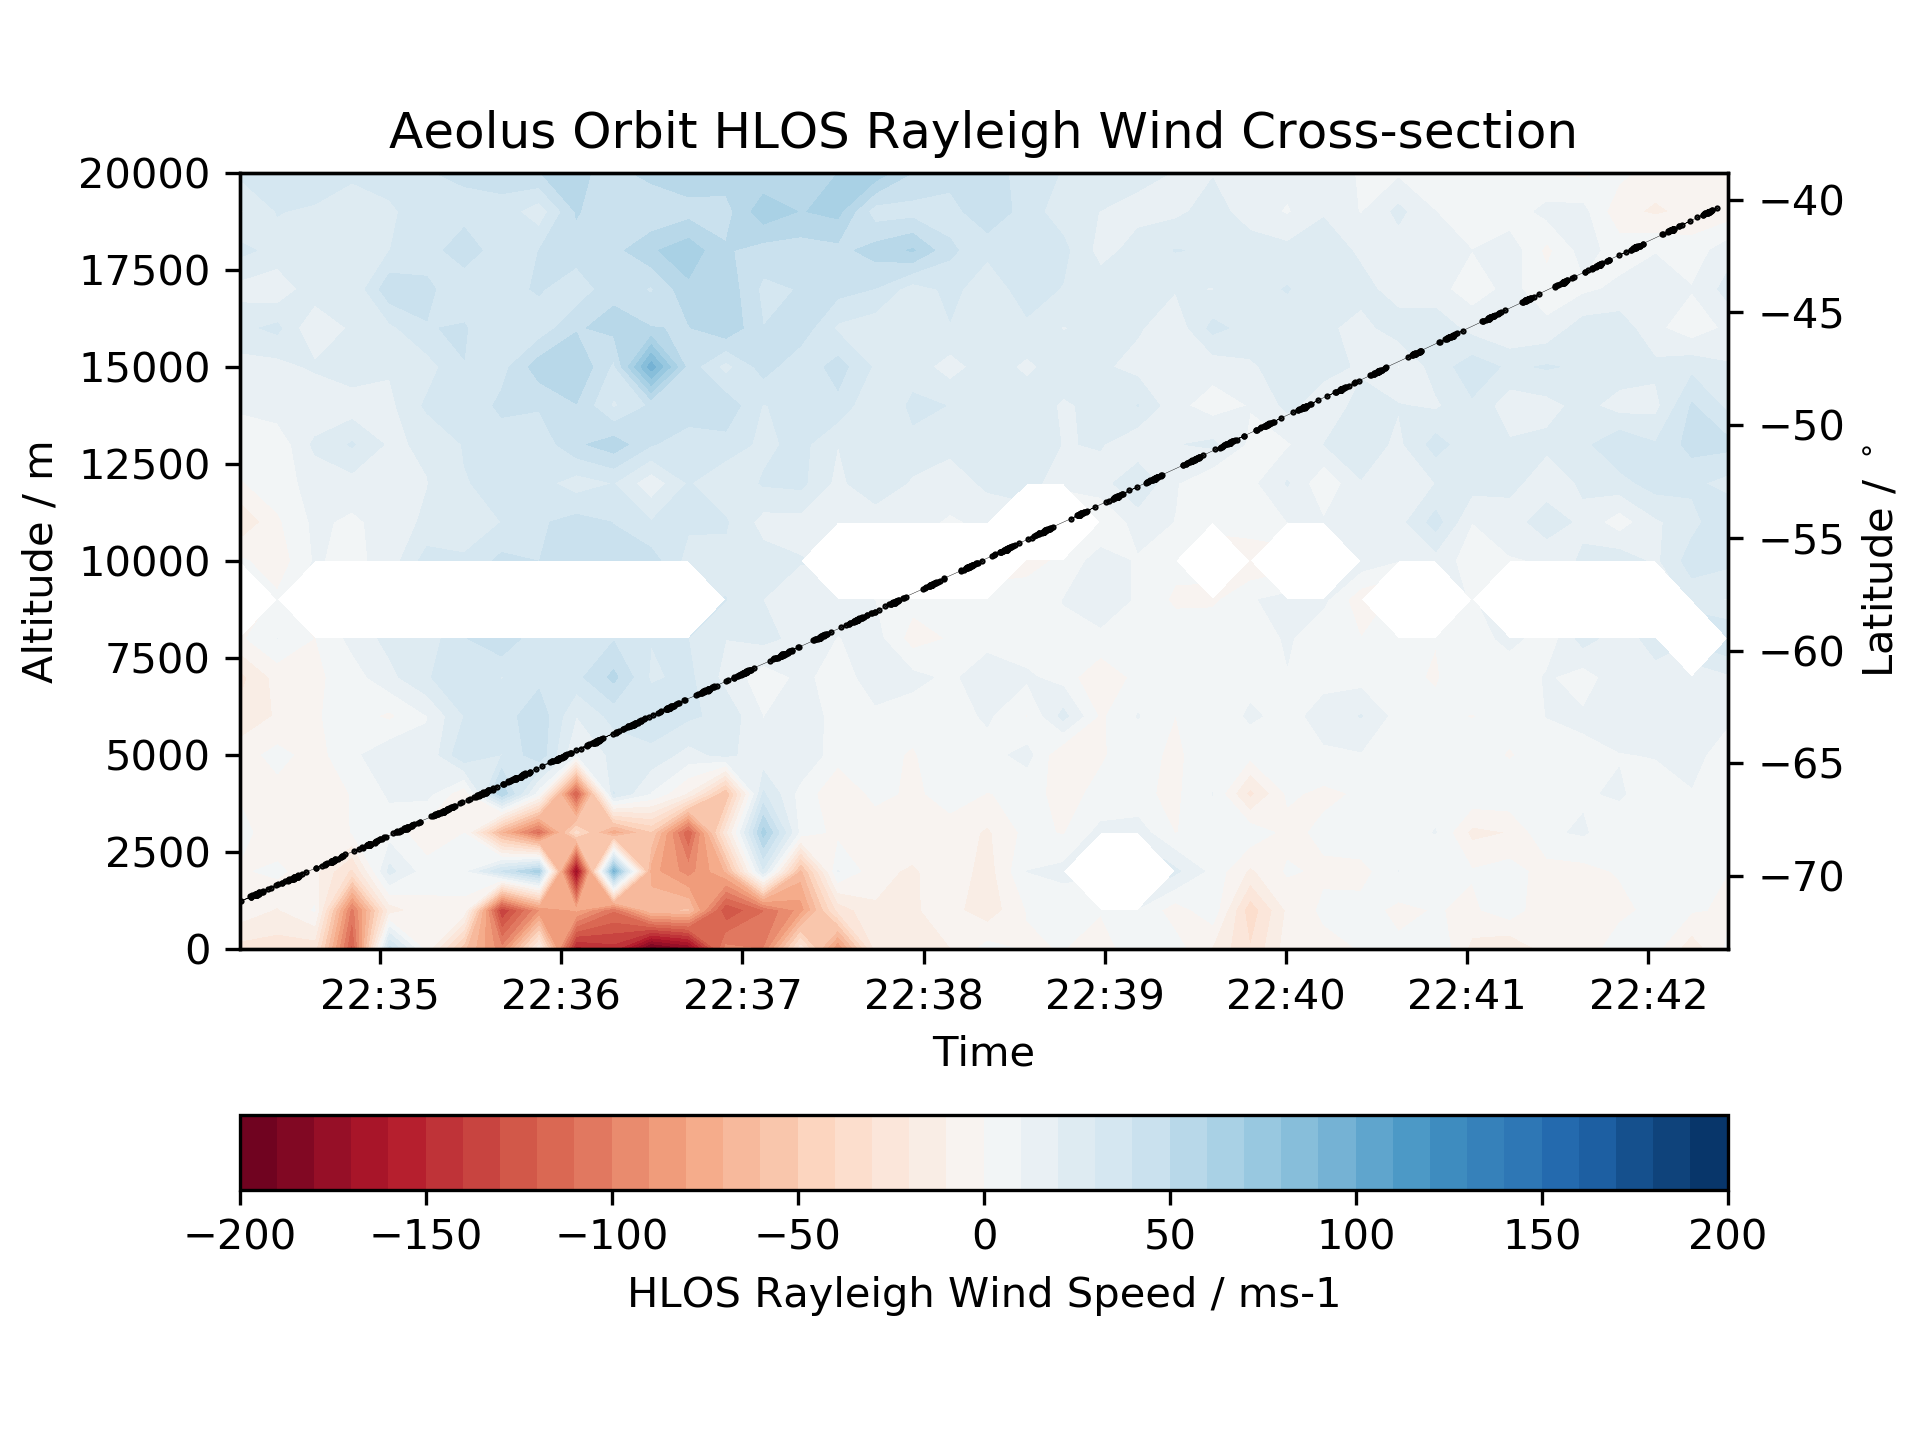 Aeolus Orbit HLOS Rayleigh Wind Cross-section
20000
17500
15000
12500
10000
7500
5000
2500
0
Altitude / m
−40
−45
−50
−55
−60
−65
−70
Latitude / °
22:35 22:36 22:37 22:38 22:39 22:40 22:41 22:42
Time
−200 −150 −100 −50 0 50 100 150 200
HLOS Rayleigh Wind Speed / ms-1